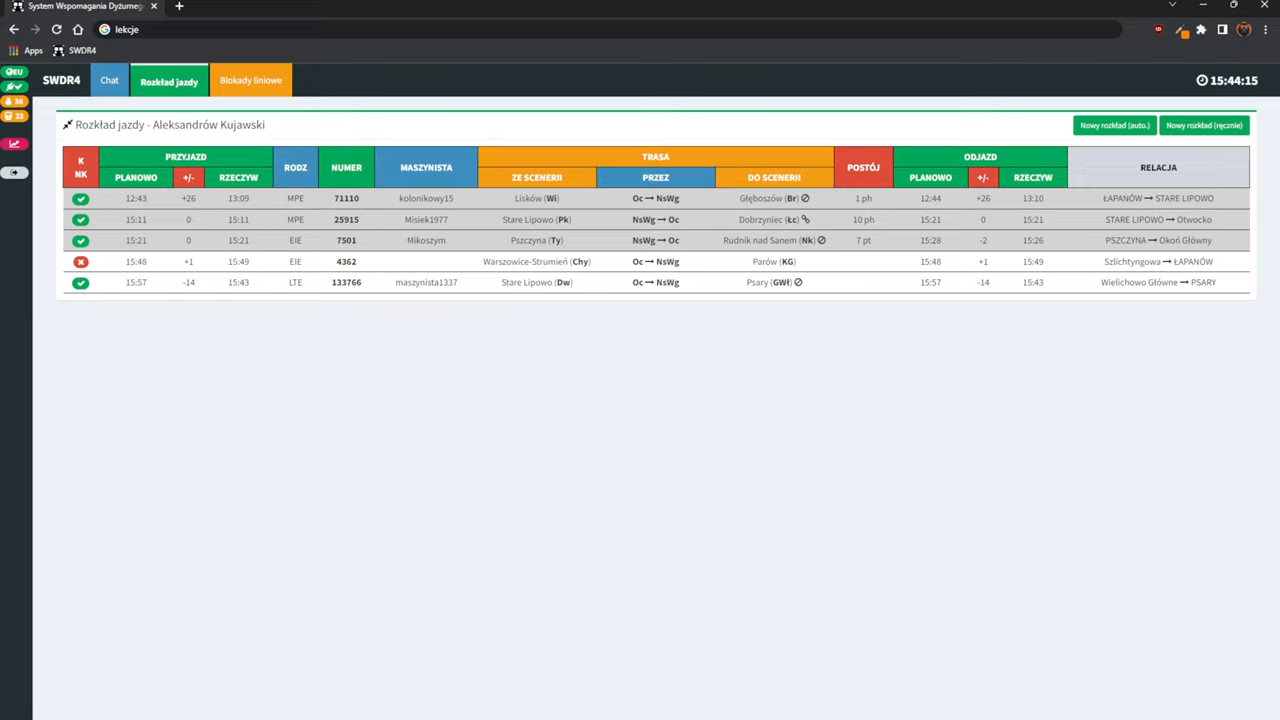 System Wspomagania Dyżurnego
lekcje
Apps SWDR4
EU
36
23
SWDR4 Chat Rozkład jazdy Blokady liniowe 15:44:15
Rozkład jazdy - Aleksandrów Kujawski Nowy rozkład (auto.) Nowy rozkład (ręcznie)
K NK PRZYJAZD RODZ NUMER MASZYNISTA TRASA POSTÓJ ODJAZD RELACJA
PLANOWO +/- RZECZYW ZE SCENERII PRZEZ DO SCENERII PLANOWO +/- RZECZYW
12:43 +26 13:09 MPE 71110 kolonikowy15 Lisków (Wi) Oc → NsWg Głęboszów (Br) 1 ph 12:44 +26 13:10 ŁAPANÓW → STARE LIPOWO
15:11 0 15:11 MPE 25915 Misiek1977 Stare Lipowo (Pk) NsWg → Oc Dobrzyniec (Łc) 10 ph 15:21 0 15:21 STARE LIPOWO → Otwocko
15:21 0 15:21 EIE 7501 Mikoszym Pszczyna (Ty) NsWg → Oc Rudnik nad Sanem (Nk) 7 pt 15:28 -2 15:26 PSZCZYNA → Okoń Główny
15:48 +1 15:49 EIE 4362 Warszowice-Strumień (Chy) Oc → NsWg Parów (KG) 15:48 +1 15:49 Szlichtyngowa → ŁAPANÓW
15:57 -14 15:43 LTE 133766 maszynista1337 Stare Lipowo (Dw) Oc → NsWg Psary (GWł) 15:57 -14 15:43 Wielichowo Główne → PSARY